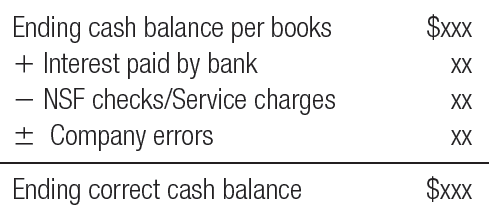 Ending cash balance per books $xxx
+ Interest paid by bank xx
− NSF checks/Service charges xx
± Company errors xx
Ending correct cash balance $xxx